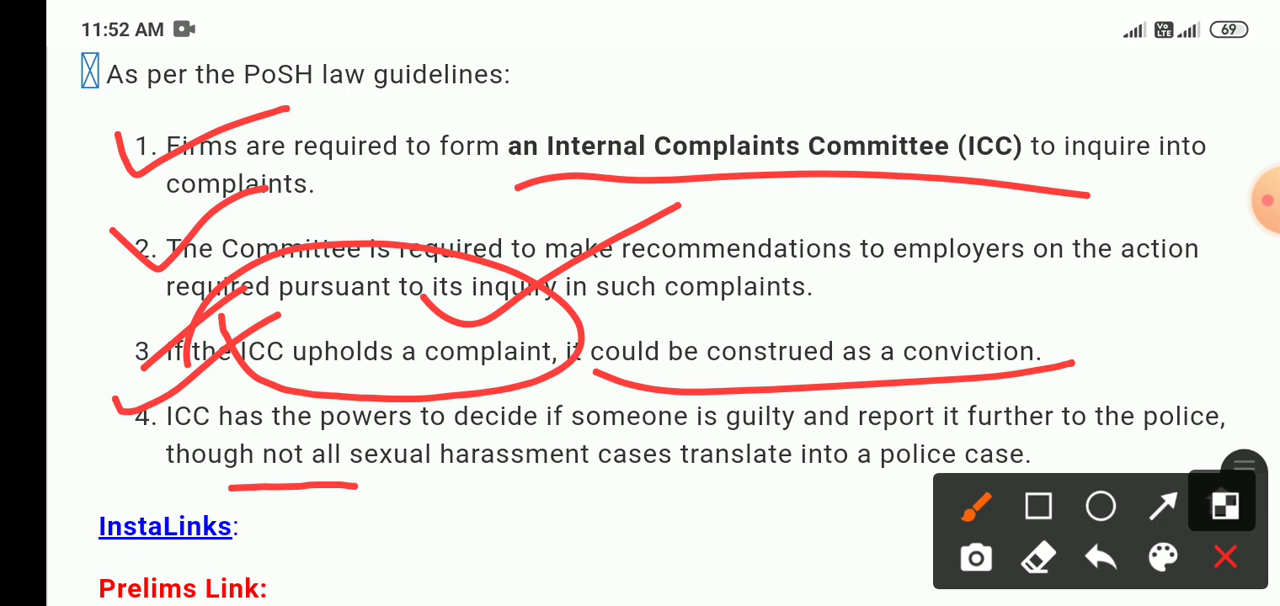 11:52 AM
Vo LTE 69
As per the PoSH law guidelines:
1. Firms are required to form an Internal Complaints Committee (ICC) to inquire into
complaints.
2. The Committee is required to make recommendations to employers on the action
required pursuant to its inquiry in such complaints.
3. If the ICC upholds a complaint, it could be construed as a conviction.
4. ICC has the powers to decide if someone is guilty and report it further to the police,
though not all sexual harassment cases translate into a police case.
InstaLinks:
Prelims Link: